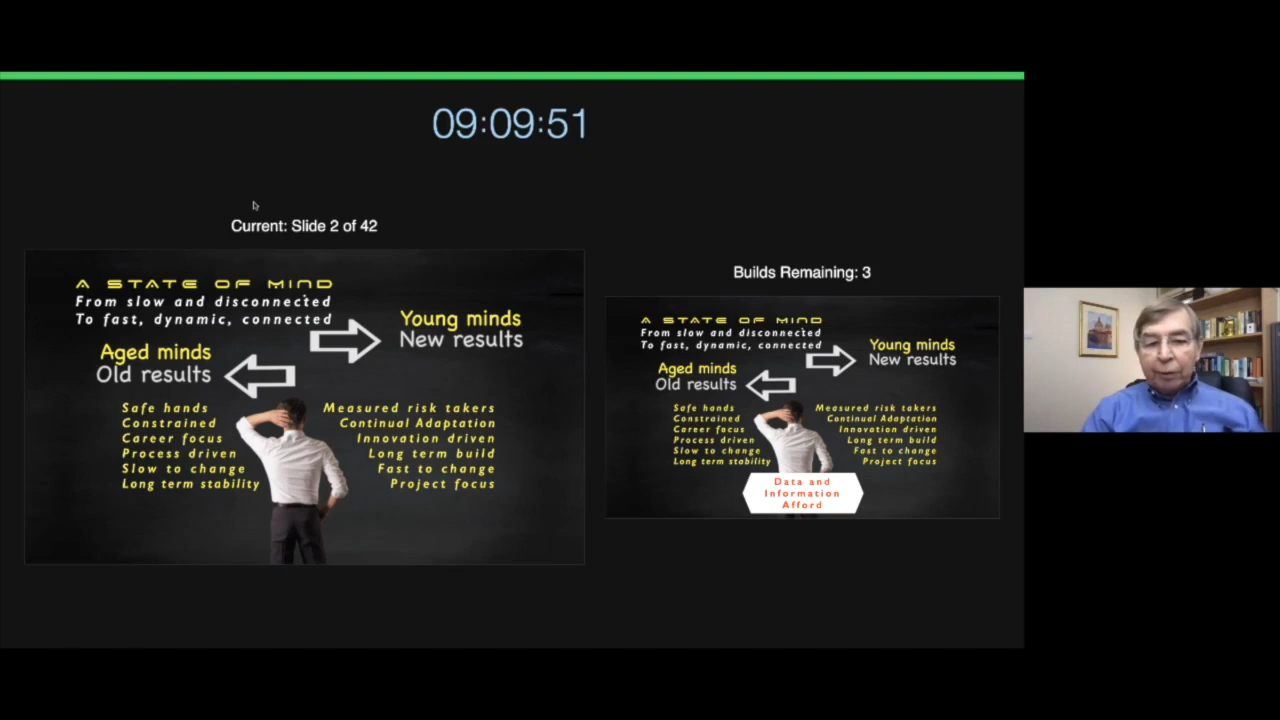 09:09:51
Current: Slide 2 of 42
A STATE OF MIND
From slow and disconnected
To fast, dynamic, connected
Young minds
New results
Aged minds
Old results
Safe hands
Constrained
Career focus
Process driven
Slow to change
Long term stability
Measured risk takers
Continual Adaptation
Innovation driven
Long term build
Fast to change
Project focus
Builds Remaining: 3
A STATE OF MIND
From slow and disconnected
To fast, dynamic, connected
Young minds
New results
Aged minds
Old results
Safe hands
Constrained
Career focus
Process driven
Slow to change
Long term stability
Measured risk takers
Continual Adaptation
Innovation driven
Long term build
Fast to change
Project focus
Data and
Information
Afford